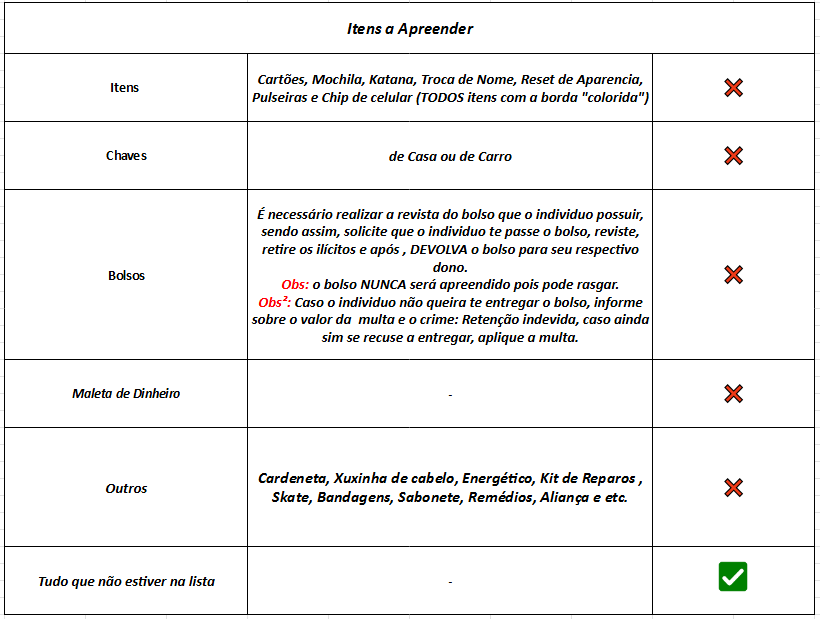 Itens a Apreender
Itens
Cartões, Mochila, Katana, Troca de Nome, Reset de Aparencia,
Pulseiras e Chip de celular (TODOS itens com a borda "colorida")
Chaves
de Casa ou de Carro
Bolsos
É necessário realizar a revista do bolso que o individuo possuir,
sendo assim, solicite que o individuo te passe o bolso, reviste,
retire os ilícitos e após , DEVOLVA o bolso para seu respectivo
dono.
Obs: o bolso NUNCA será apreendido pois pode rasgar.
Obs²: Caso o individuo não queira te entregar o bolso, informe
sobre o valor da  multa e o crime: Retenção indevida, caso ainda
sim se recuse a entregar, aplique a multa.
Maleta de Dinheiro
-
Outros
Cardeneta, Xuxinha de cabelo, Energético, Kit de Reparos ,
Skate, Bandagens, Sabonete, Remédios, Aliança e etc.
Tudo que não estiver na lista
-